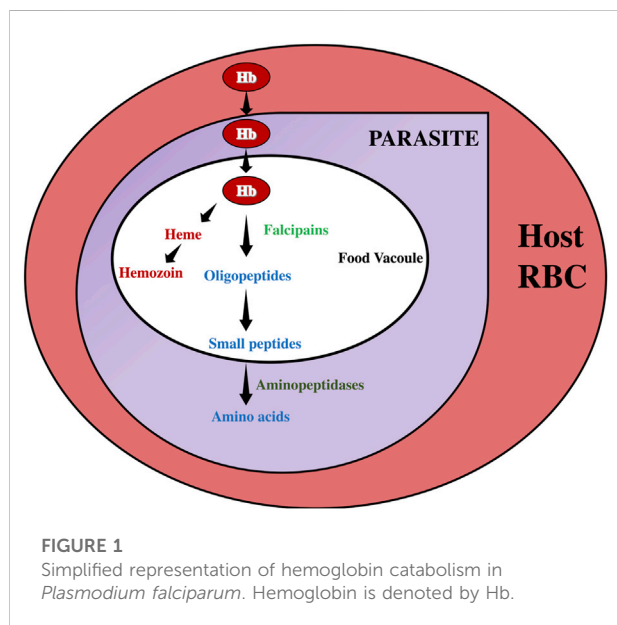 Hb
Hb
PARASITE
Hb
Heme
Falcipains
Food Vacoule
Host
RBC
Hemozoin
Oligopeptides
Small peptides
Aminopeptidases
Amino acids
FIGURE 1
Simplified representation of hemoglobin catabolism in
Plasmodium falciparum. Hemoglobin is denoted by Hb.